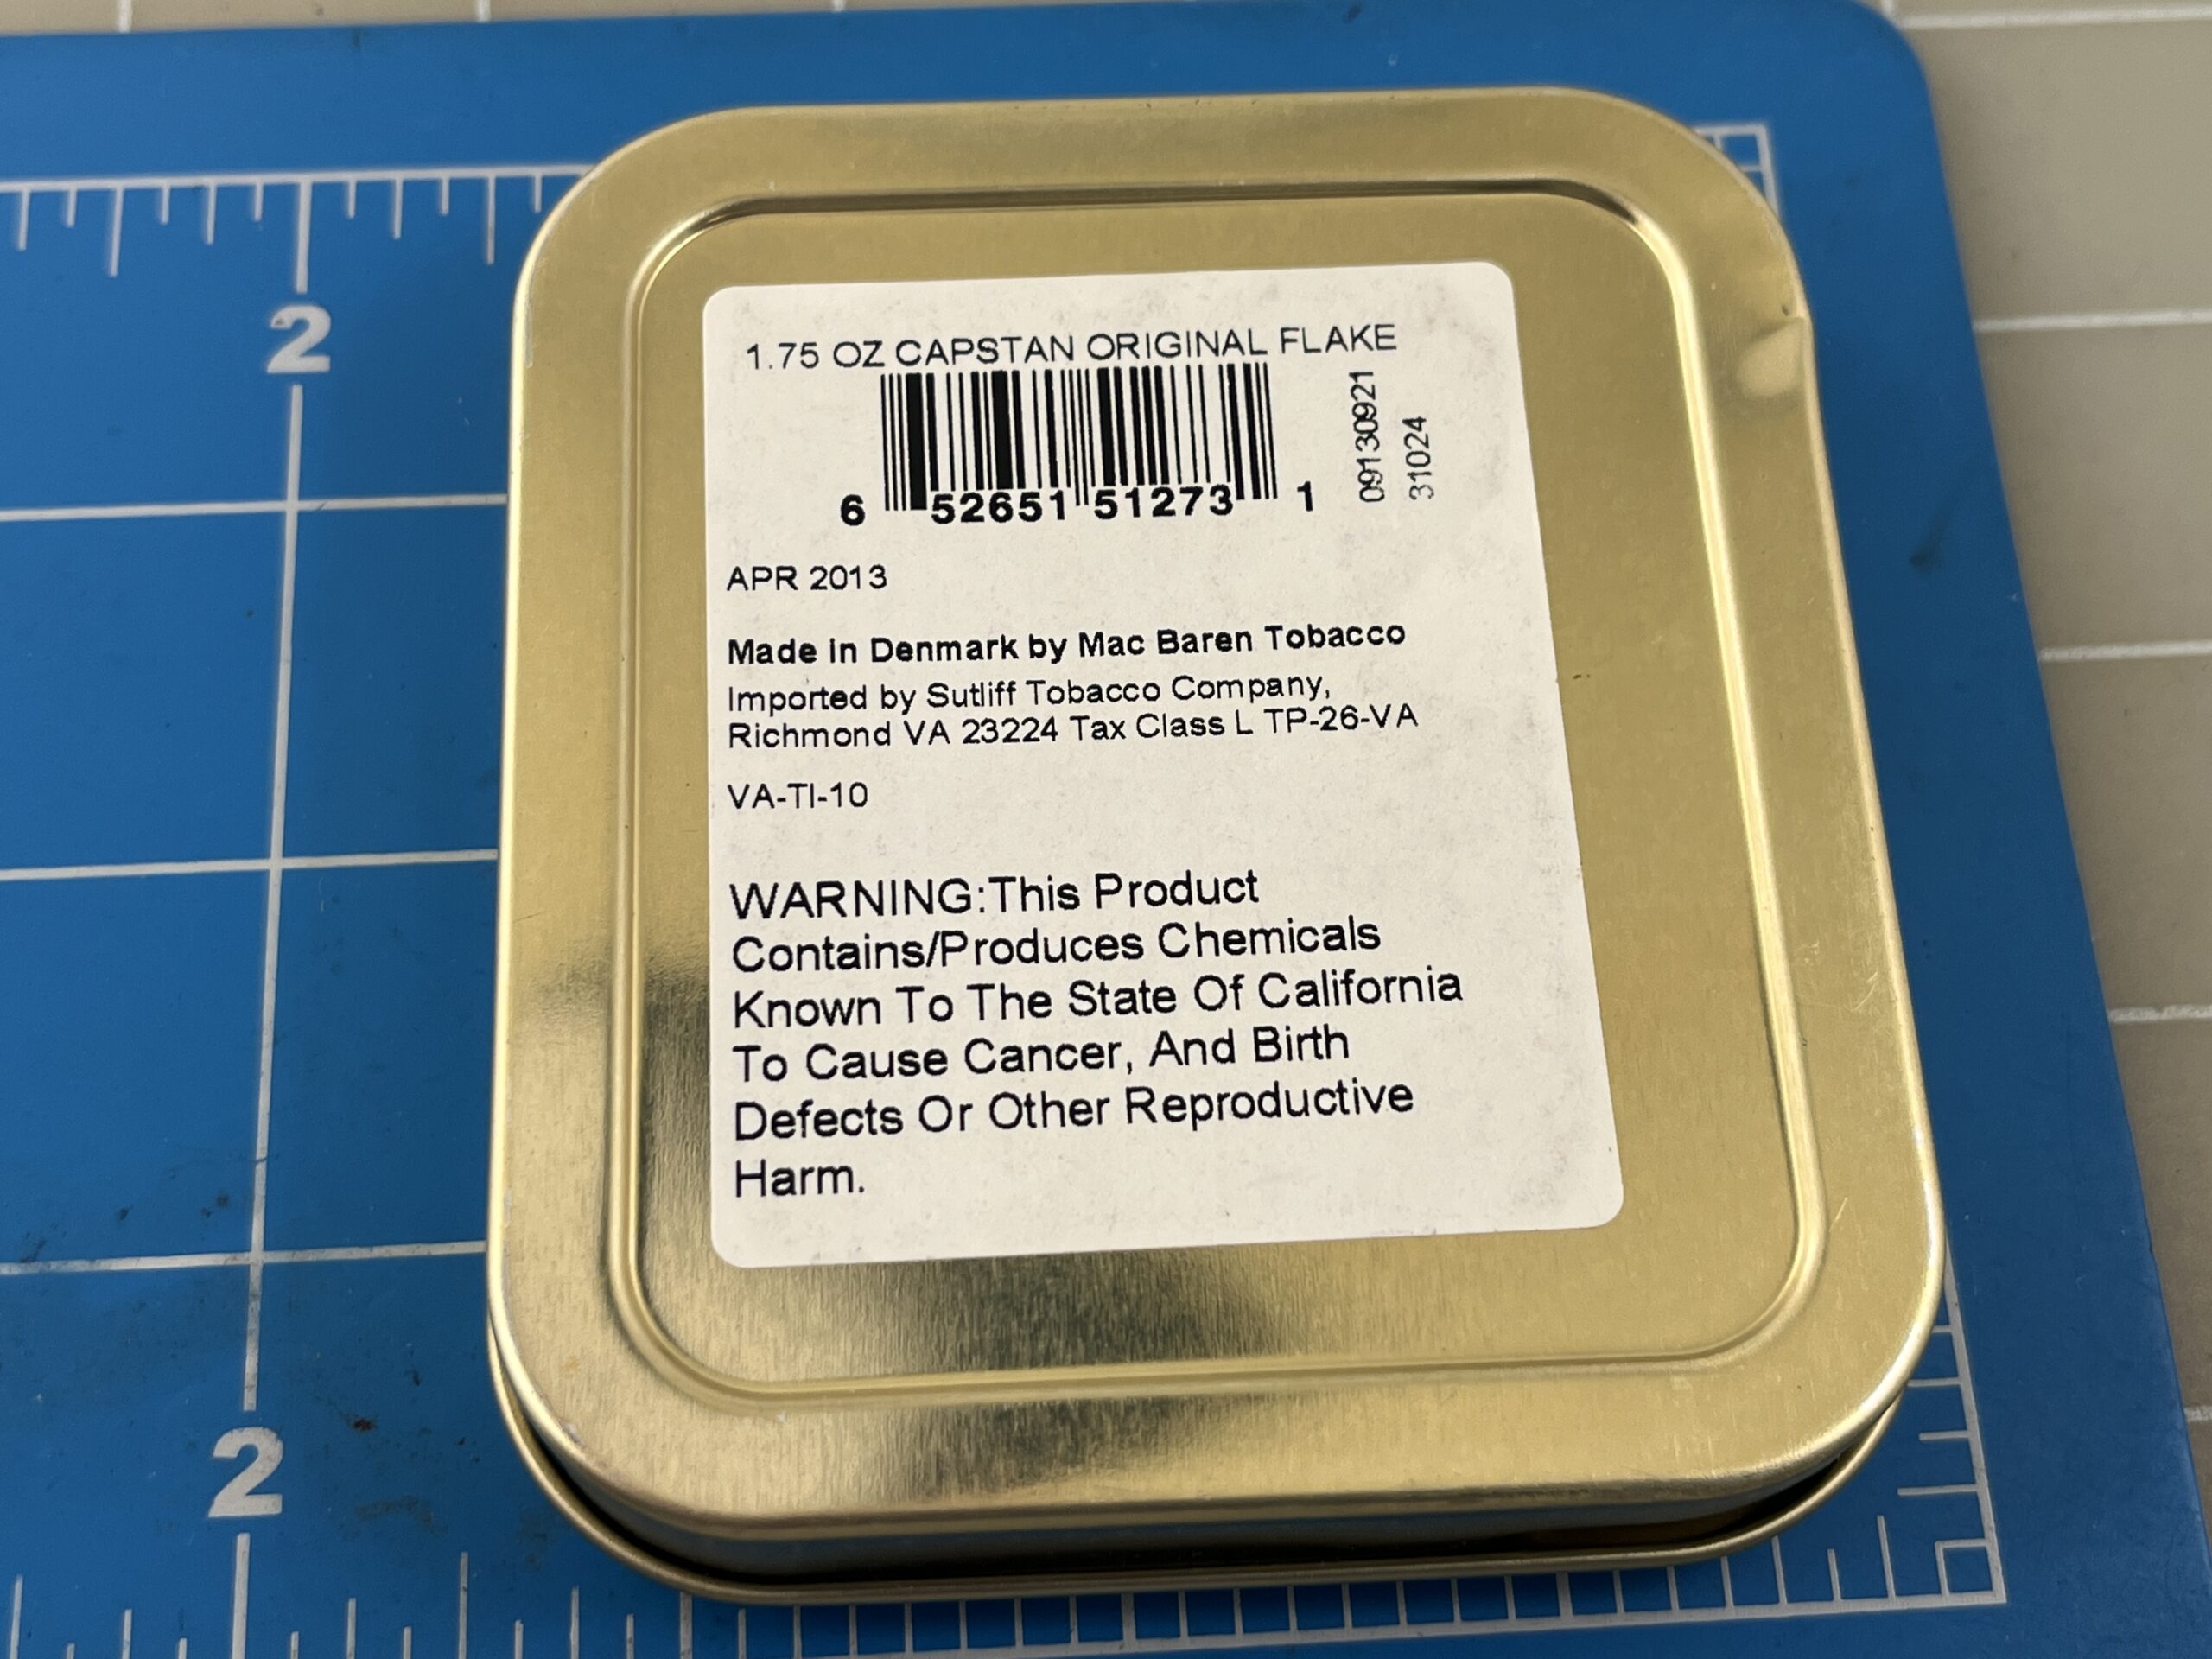 2
1.75 OZ CAPSTAN ORIGINAL FLAKE
6 52651 51273 1
09130921
31024
APR 2013
Made In Denmark by Mac Baren Tobacco
Imported by Sutliff Tobacco Company,
Richmond VA 23224 Tax Class L TP-26-VA
VA-TI-10
WARNING:This Product
Contains/Produces Chemicals
Known To The State Of California
To Cause Cancer, And Birth
Defects Or Other Reproductive
Harm.
2